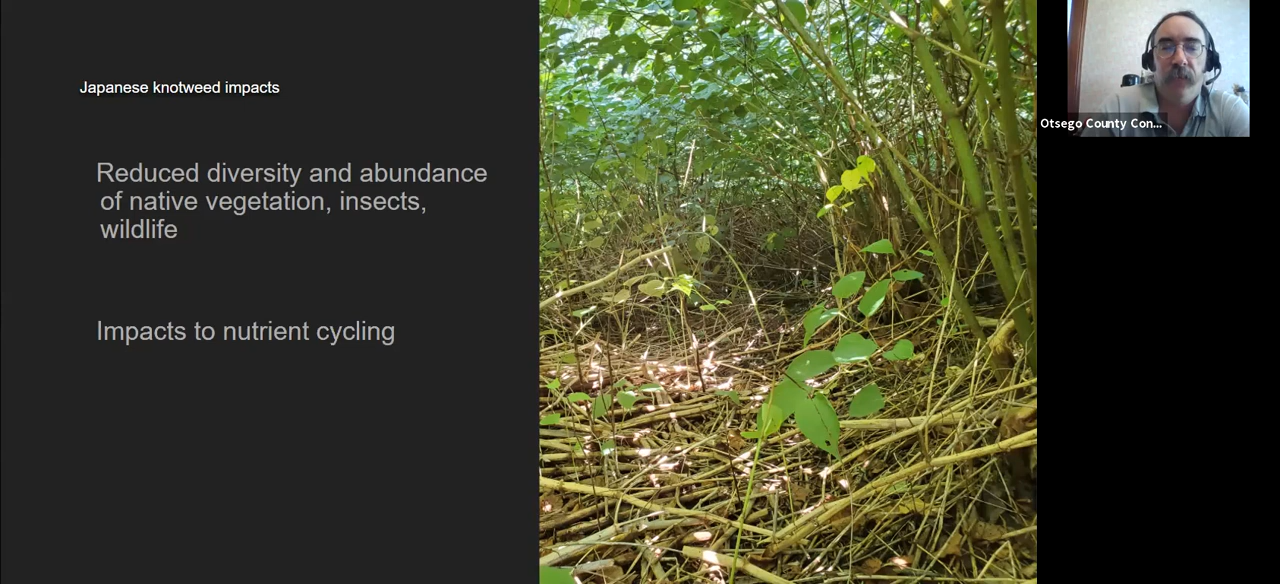 Japanese knotweed impacts
Reduced diversity and abundance
of native vegetation, insects,
wildlife
Impacts to nutrient cycling
Otsego County Con...